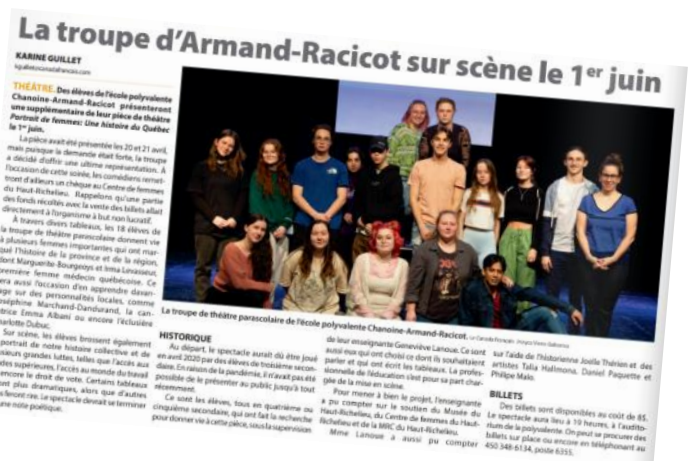 La troupe d'Armand-Racicot sur scène le 1er juin
KARINE GUILLET
kguillet@canadafrancais.com
THÉÂTRE. Des élèves de l'école polyvalente
Chanoine-Armand-Racicot présenteront
une supplémentaire de leur pièce de théâtre
Portrait de femmes: Une histoire du Québec
le 1er juin.
La pièce avait été présentée les 20 et 21 avril,
mais puisque la demande était forte, la troupe
a décidé d'offrir une ultime représentation. À
l'occasion de cette soirée, les comédiens remet-
tront d'ailleurs un chèque au Centre de femmes
du Haut-Richelieu. Rappelons qu'une partie
des fonds récoltés avec la vente des billets allait
directement à l'organisme à but non lucratif.
À travers divers tableaux, les 18 élèves de
la troupe de théâtre parascolaire donnent vie
à plusieurs femmes importantes qui ont mar-
qué l'histoire de la province et de la région,
dont Marguerite-Bourgeoys et Irma Levasseur,
première femme médecin québécoise. Ce
sera aussi l'occasion d'en apprendre davan-
age sur des personnalités locales, comme
oséphine Marchand-Dandurand, la can-
trice Emma Albani ou encore l'éclusière
harlotte Dubuc.
Sur scène, les élèves brossent également
portrait de notre histoire collective et de
sieurs grandes luttes, telles que l'accès aux
des supérieures, l'accès au monde du travail
encore le droit de vote. Certains tableaux
nt plus dramatiques, alors que d'autres
s feront rire. Le spectacle devrait se terminer
une note poétique.
La troupe de théâtre parascolaire de l'école polyvalente Chanoine-Armand-Racicot.
HISTORIQUE
Au départ, le spectacle aurait dû être joué
en avril 2020 par des élèves de troisième secon-
daire. En raison de la pandémie, il n'avait pas été
possible de le présenter au public jusqu'à tout
récemment.
Ce sont les élèves, tous en quatrième ou
cinquième secondaire, qui ont fait la recherche
pour donner vie à cette pièce, sous la supervision
de leur enseignante Geneviève Lanoue. Ce sont
aussi eux qui ont choisi ce dont ils souhaitaient
parler et qui ont écrit les tableaux. La profes-
sionnelle de l'éducation s'est pour sa part char-
gée de la mise en scène.
Pour mener à bien le projet, l'enseignante
a pu compter sur le soutien du Musée du
Haut-Richelieu, du Centre de femmes du Haut-
Richelieu et de la MRC du Haut-Richelieu.
Mme Lanoue a aussi pu compter
sur l'aide de l'historienne Joëlle Thérien et des
artistes Talia Hallmona, Daniel Paquette et
Philipe Malo.
BILLETS
Des billets sont disponibles au coût de 8$.
Le spectacle aura lieu à 19 heures, à l'audito-
rium de la polyvalente. On peut se procurer des
billets sur place ou encore en téléphonant au
450 348-6134, poste 6353.